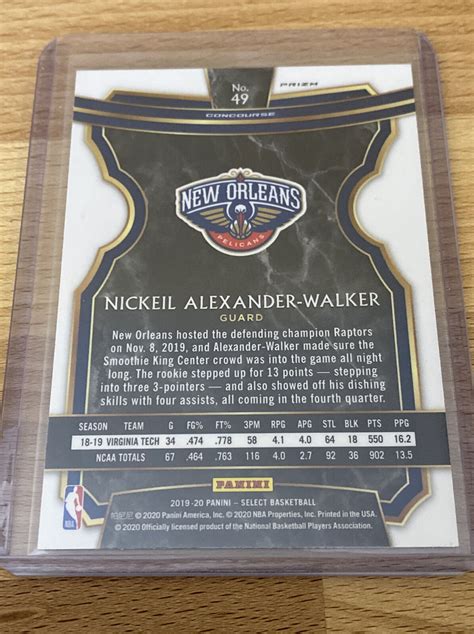 No.
49
PRIZM
CONCOURSE
NEW ORLEANS
PELICANS
NICKEIL ALEXANDER-WALKER
GUARD
New Orleans hosted the defending champion Raptors
on Nov. 8, 2019, and Alexander-Walker made sure the
Smoothie King Center crowd was into the game all night
long. The rookie stepped up for 13 points — stepping
into three 3-pointers — and also showed off his dishing
skills with four assists, all coming in the fourth quarter.
SEASON TEAM G FG% FT% 3PM RPG APG STL BLK PTS PPG
18-19 VIRGINIA TECH 34 .474 .778 58 4.1 4.0 64 18 550 16.2
NCAA TOTALS 67 .464 .763 116 4.0 2.7 92 36 902 13.5
PANINI
NBA
2019-20 PANINI – SELECT BASKETBALL
© 2020 Panini America, Inc. © 2020 NBA Properties, Inc. Printed in the USA.
© 2020 Officially licensed product of the National Basketball Players Association.